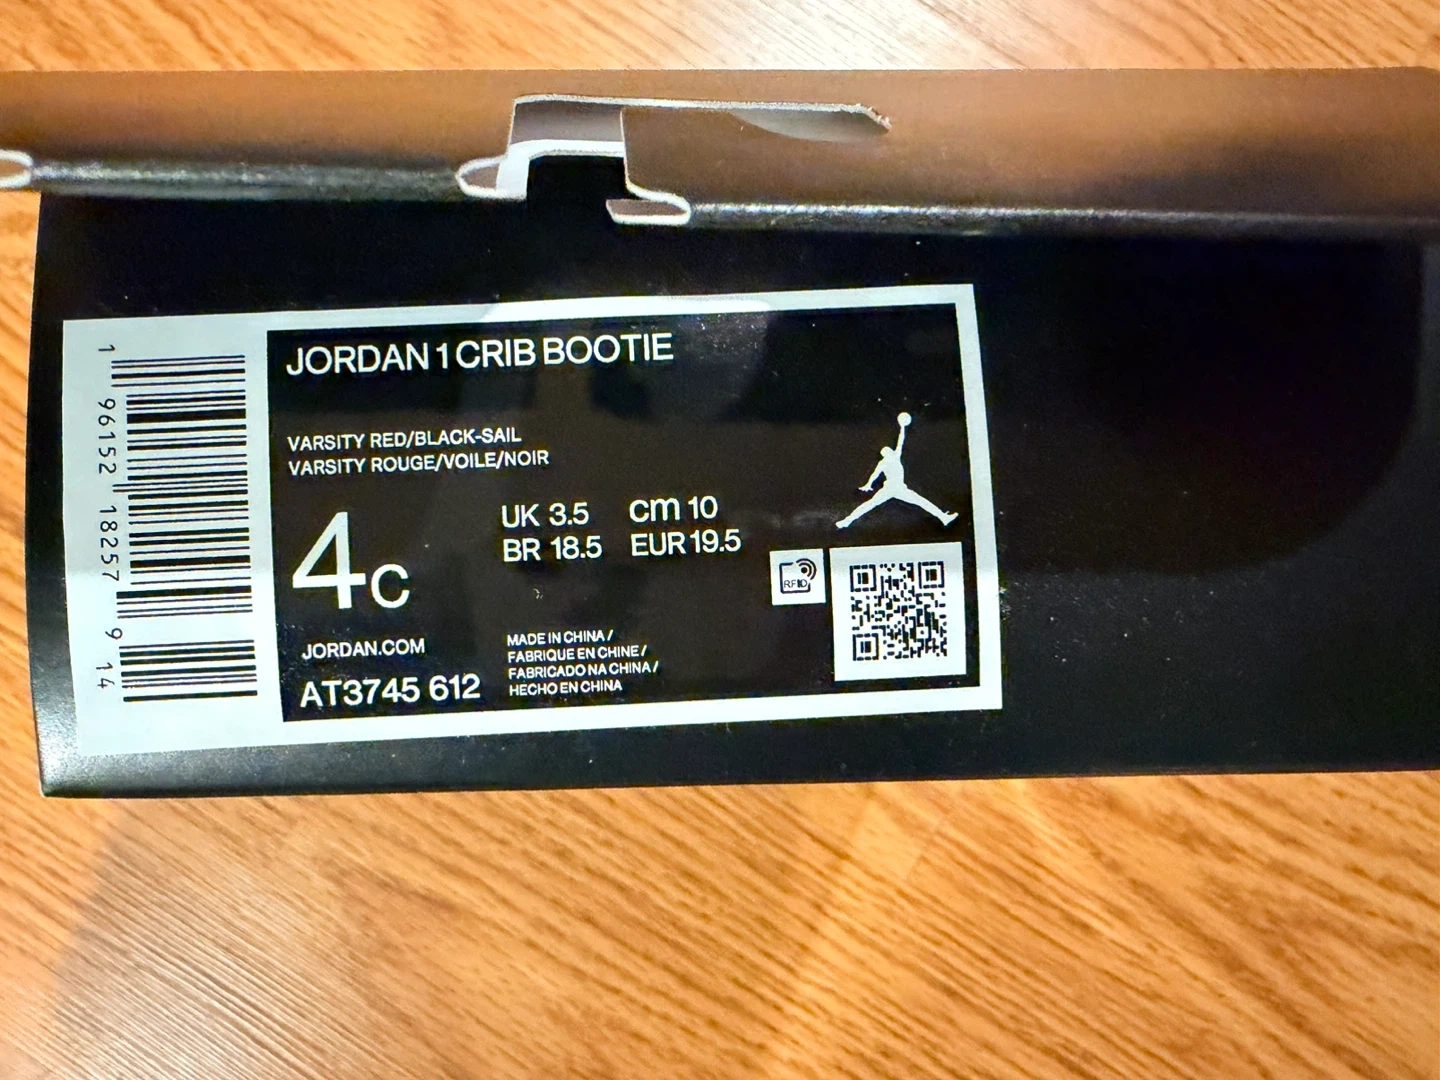 JORDAN 1 CRIB BOOTIE
VARSITY RED/BLACK-SAIL
VARSITY ROUGE/VOILE/NOIR
4C
UK 3.5 cm 10
BR 18.5 EUR 19.5
JORDAN.COM
AT3745 612
MADE IN CHINA /
FABRIQUE EN CHINE /
FABRICADO NA CHINA /
HECHO EN CHINA
RFID
1 96152 18257 9 14